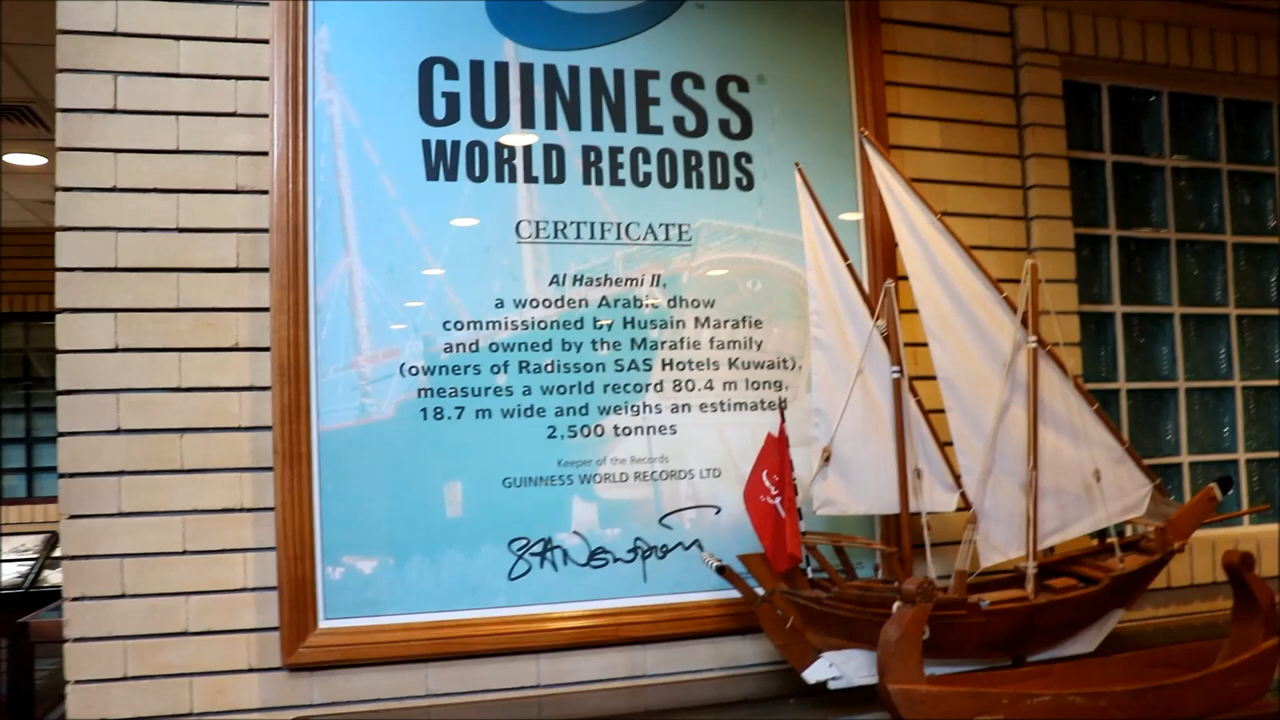 GUINNESS®
WORLD RECORDS
CERTIFICATE
Al Hashemi II,
a wooden Arabic dhow
commissioned by Husain Marafie
and owned by the Marafie family
(owners of Radisson SAS Hotels Kuwait),
measures a world record 80.4 m long,
18.7 m wide and weighs an estimated
2,500 tonnes
Keeper of the Records
GUINNESS WORLD RECORDS LTD
كويت